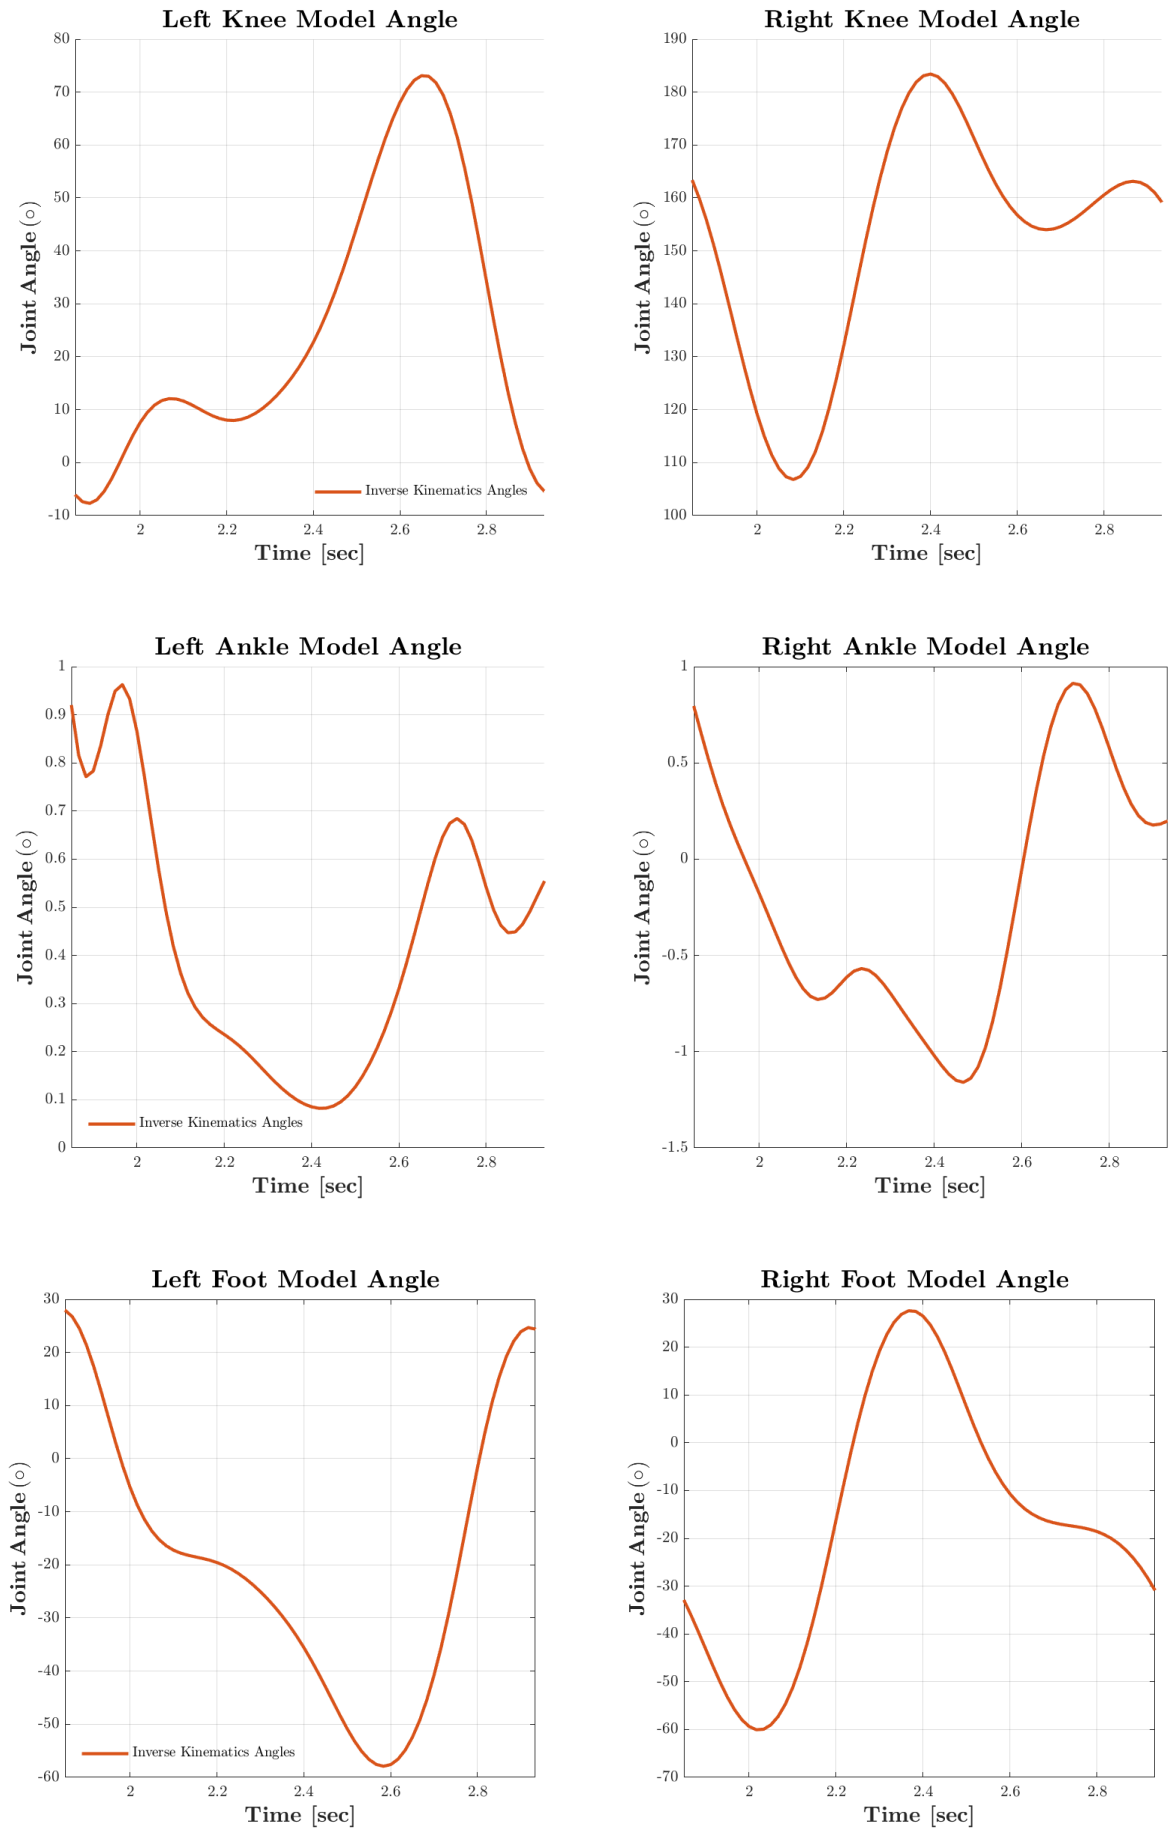 Left Knee Model Angle
80
70
60
50
40
30
20
10
0
-10
Joint Angle (○)
Inverse Kinematics Angles
2 2.2 2.4 2.6 2.8
Time [sec]
Right Knee Model Angle
190
180
170
160
150
140
130
120
110
100
Joint Angle (○)
2 2.2 2.4 2.6 2.8
Time [sec]
Left Ankle Model Angle
1
0.9
0.8
0.7
0.6
0.5
0.4
0.3
0.2
0.1
0
Joint Angle (○)
Inverse Kinematics Angles
2 2.2 2.4 2.6 2.8
Time [sec]
Right Ankle Model Angle
1
0.5
0
-0.5
-1
-1.5
Joint Angle (○)
2 2.2 2.4 2.6 2.8
Time [sec]
Left Foot Model Angle
30
20
10
0
-10
-20
-30
-40
-50
-60
Joint Angle (○)
Inverse Kinematics Angles
2 2.2 2.4 2.6 2.8
Time [sec]
Right Foot Model Angle
30
20
10
0
-10
-20
-30
-40
-50
-60
-70
Joint Angle (○)
2 2.2 2.4 2.6 2.8
Time [sec]